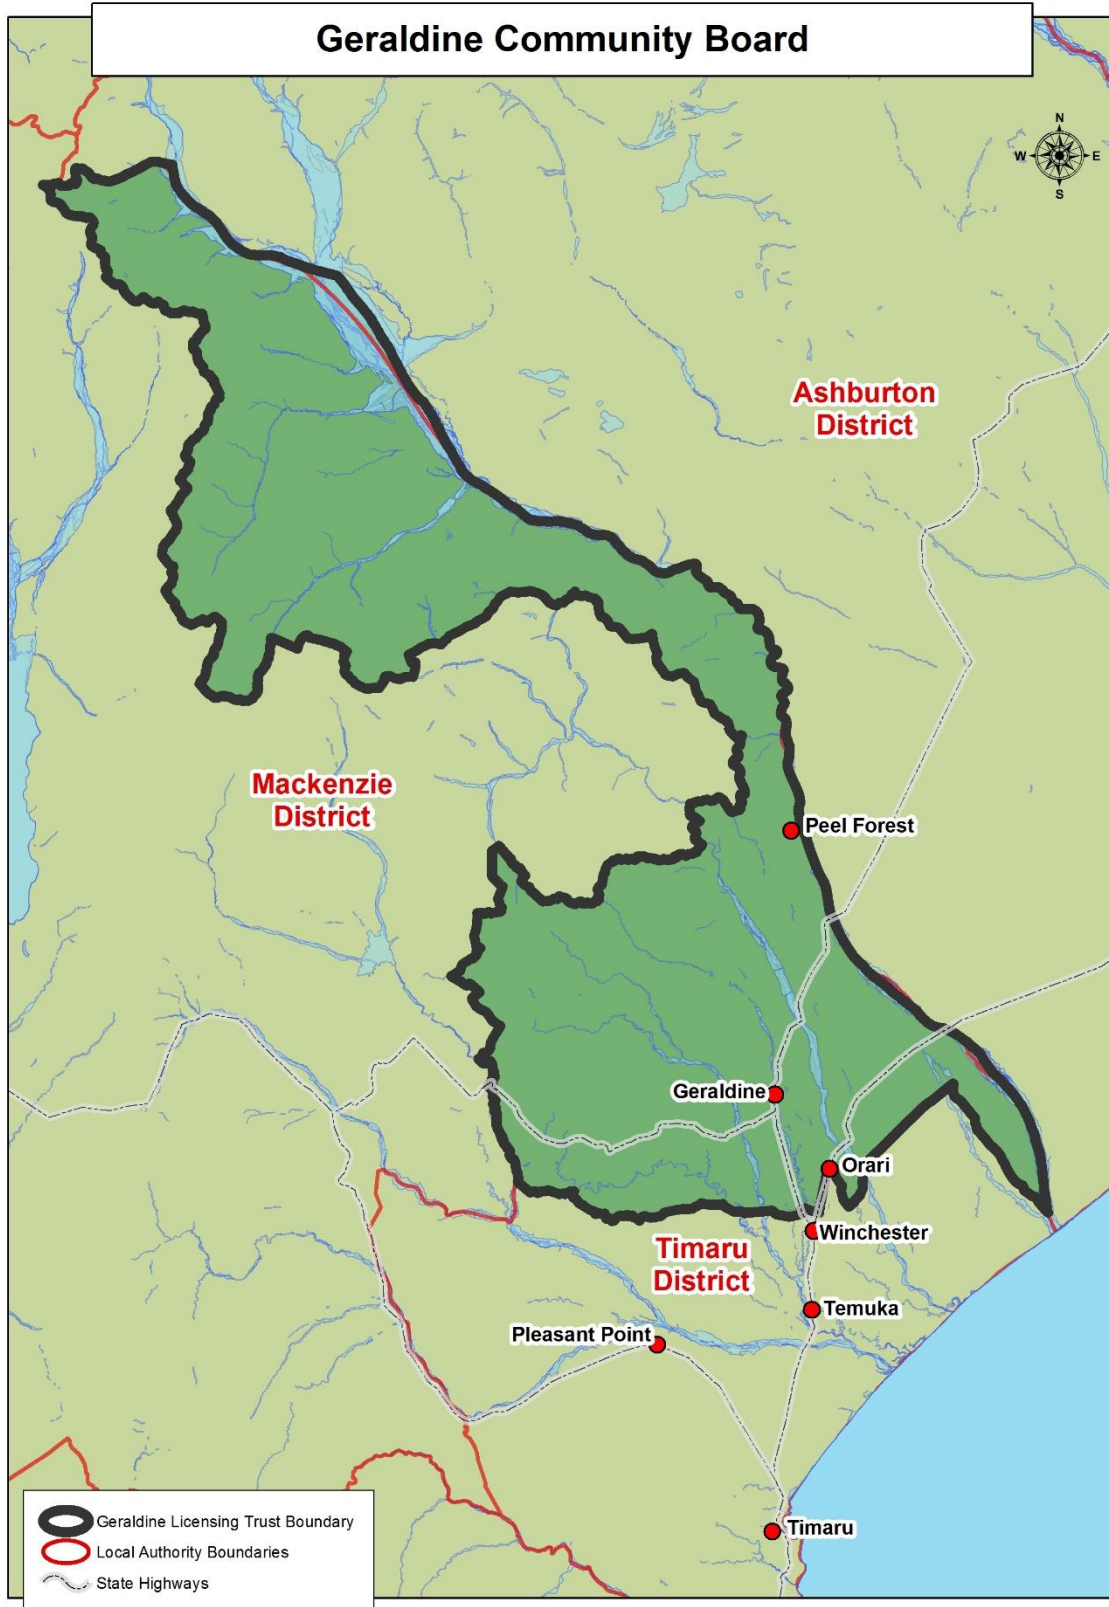 Geraldine Community Board
N
W
E
S
Ashburton
District
Mackenzie
District
Peel Forest
Geraldine
Orari
Winchester
Timaru
District
Temuka
Pleasant Point
Timaru
Geraldine Licensing Trust Boundary
Local Authority Boundaries
State Highways